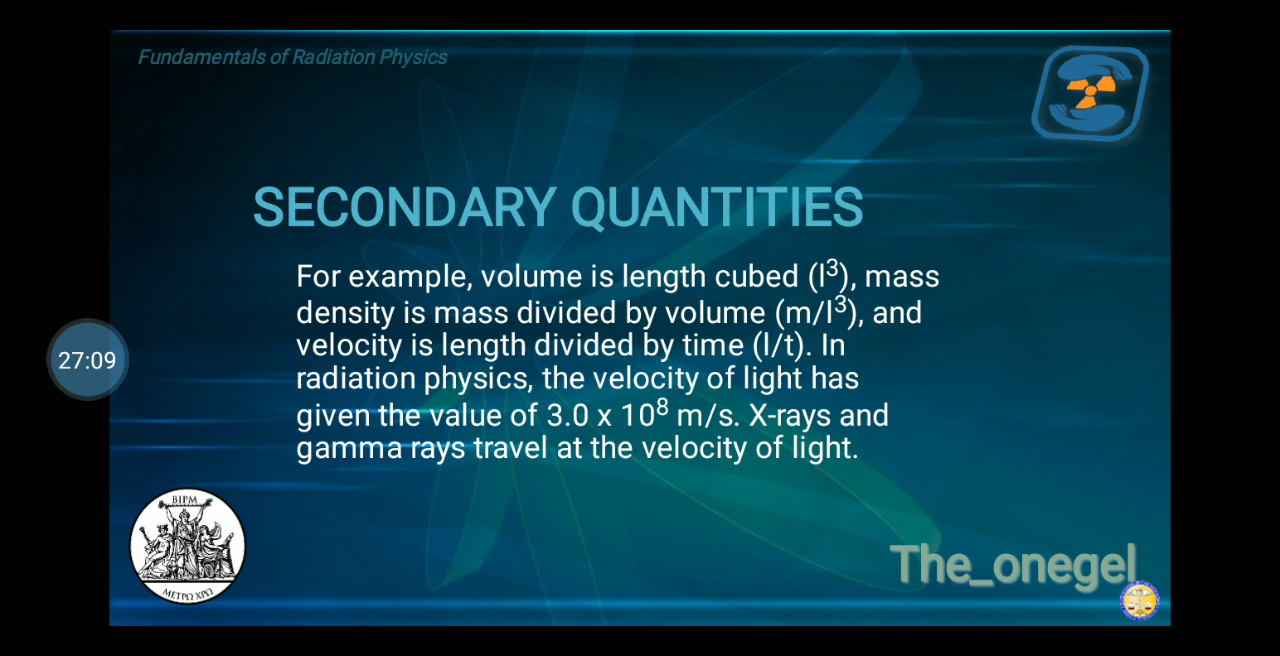 Fundamentals of Radiation Physics
SECONDARY QUANTITIES
For example, volume is length cubed (l³), mass
density is mass divided by volume (m/l³), and
velocity is length divided by time (l/t). In
radiation physics, the velocity of light has
given the value of 3.0 x 10⁸ m/s. X-rays and
gamma rays travel at the velocity of light.
27:09
BIPM
ΜΕΤΡΩ ΧΡΩ
The_onegel